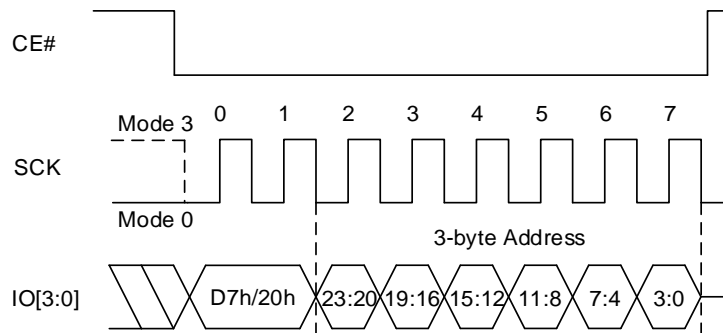 CE#
0 1 2 3 4 5 6 7
Mode 3
SCK
Mode 0
3-byte Address
IO[3:0]
D7h/20h 23:20 19:16 15:12 11:8 7:4 3:0